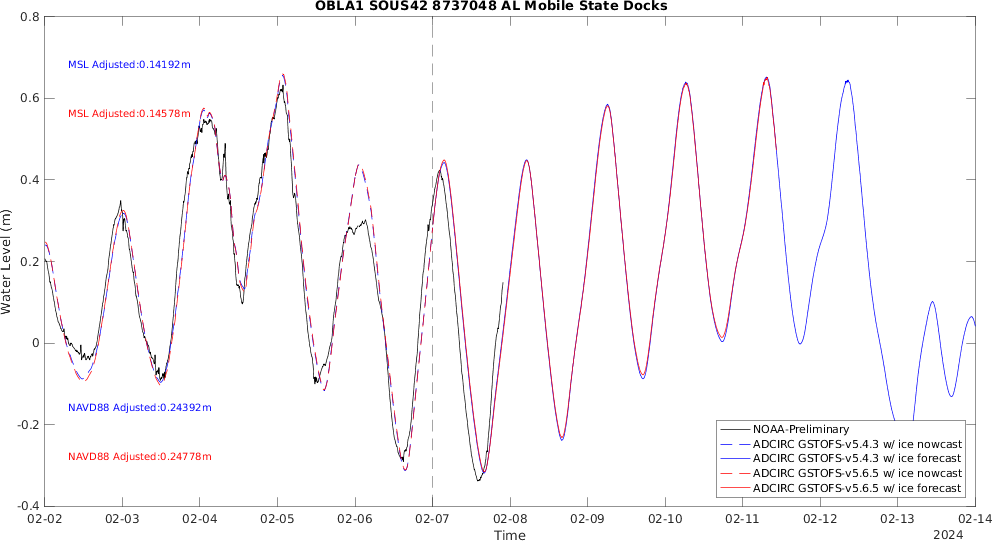 OBLA1 SOUS42 8737048 AL Mobile State Docks
0.8
0.6
0.4
0.2
0
-0.2
-0.4
Water Level (m)
MSL Adjusted:0.14192m
MSL Adjusted:0.14578m
NAVD88 Adjusted:0.24392m
NAVD88 Adjusted:0.24778m
NOAA-Preliminary
ADCIRC GSTOFS-v5.4.3 w/ ice nowcast
ADCIRC GSTOFS-v5.4.3 w/ ice forecast
ADCIRC GSTOFS-v5.6.5 w/ ice nowcast
ADCIRC GSTOFS-v5.6.5 w/ ice forecast
02-02 02-03 02-04 02-05 02-06 02-07 02-08 02-09 02-10 02-11 02-12 02-13 02-14
Time
2024